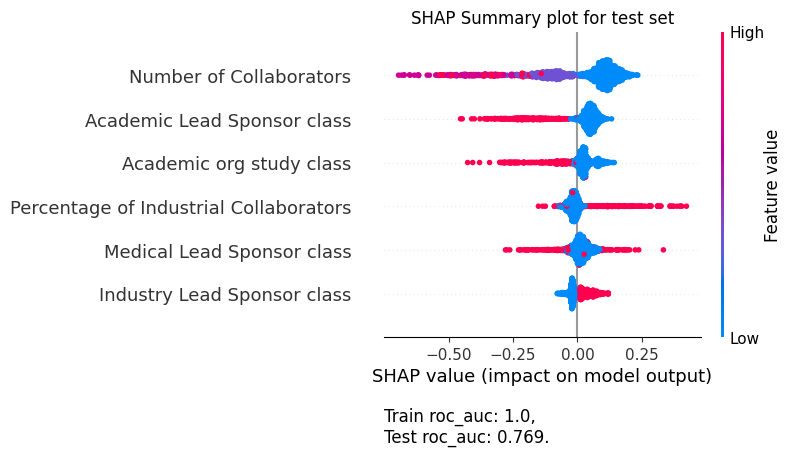 SHAP Summary plot for test set
High
Number of Collaborators
Academic Lead Sponsor class
Academic org study class
Percentage of Industrial Collaborators
Medical Lead Sponsor class
Industry Lead Sponsor class
Feature value
Low
−0.50 −0.25 0.00 0.25
SHAP value (impact on model output)
Train roc_auc: 1.0,
Test roc_auc: 0.769.